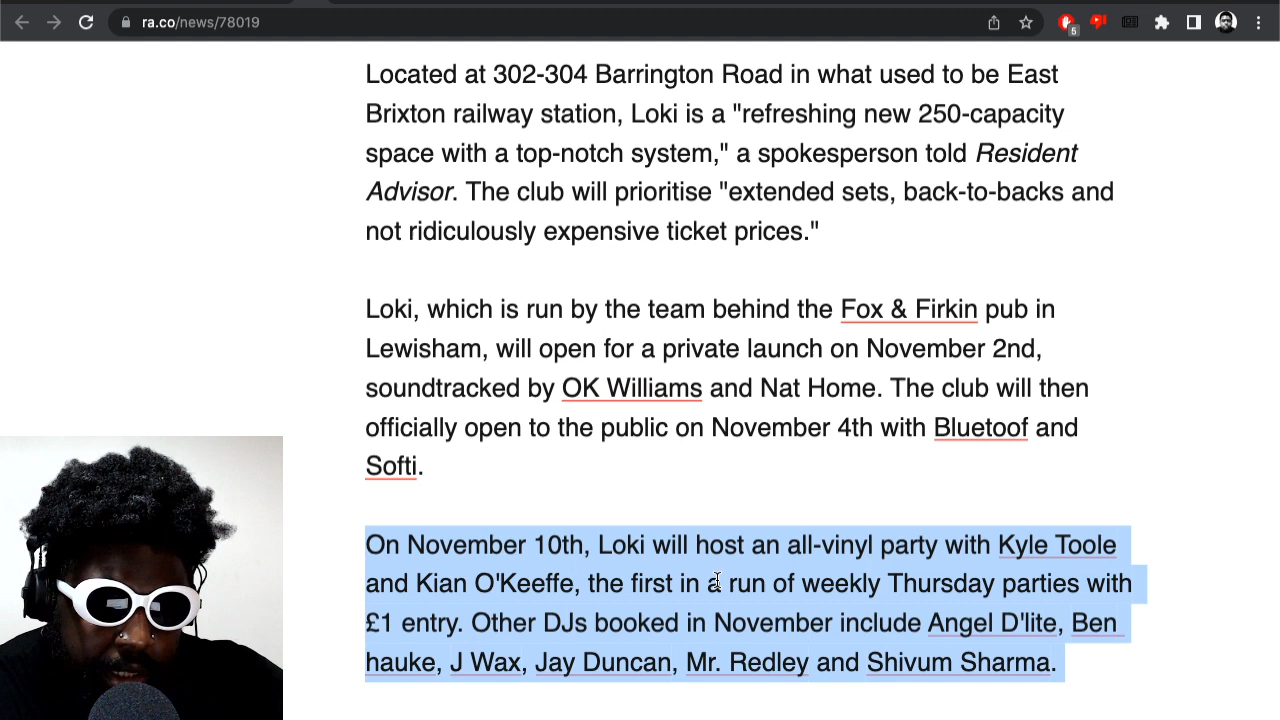 ra.co/news/78019
5
Located at 302-304 Barrington Road in what used to be East
Brixton railway station, Loki is a "refreshing new 250-capacity
space with a top-notch system," a spokesperson told Resident
Advisor. The club will prioritise "extended sets, back-to-backs and
not ridiculously expensive ticket prices."
Loki, which is run by the team behind the Fox & Firkin pub in
Lewisham, will open for a private launch on November 2nd,
soundtracked by OK Williams and Nat Home. The club will then
officially open to the public on November 4th with Bluetoof and
Softi.
On November 10th, Loki will host an all-vinyl party with Kyle Toole
and Kian O'Keeffe, the first in a run of weekly Thursday parties with
£1 entry. Other DJs booked in November include Angel D'lite, Ben
hauke, J Wax, Jay Duncan, Mr. Redley and Shivum Sharma.